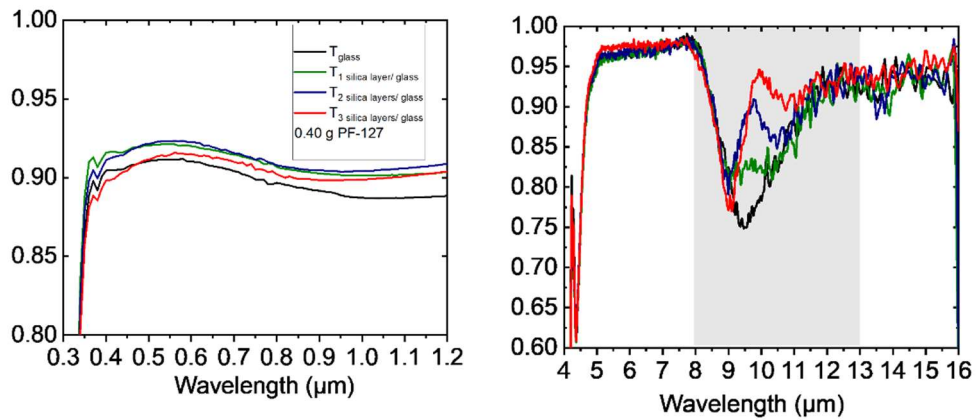 1.00
0.95
0.90
0.85
0.80
0.3 0.4 0.5 0.6 0.7 0.8 0.9 1.0 1.1 1.2
Wavelength (µm)
T glass
T 1 silica layer/ glass
T 2 silica layers/ glass
T 3 silica layers/ glass
0.40 g PF-127
1.00
0.95
0.90
0.85
0.80
0.75
0.70
0.65
0.60
4 5 6 7 8 9 10 11 12 13 14 15 16
Wavelength (µm)